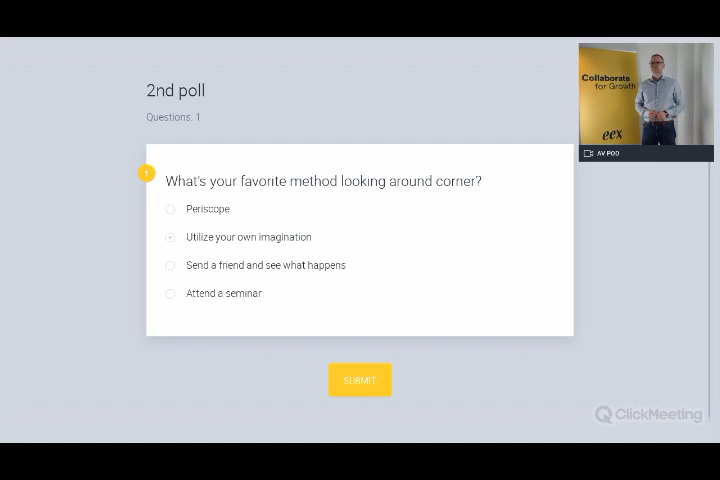 2nd poll
Questions: 1
1
What's your favorite method looking around corner?
Periscope
Utilize your own imagination
Send a friend and see what happens
Attend a seminar
SUBMIT
Collaborate
for Growth
eex
AV POD
ClickMeeting